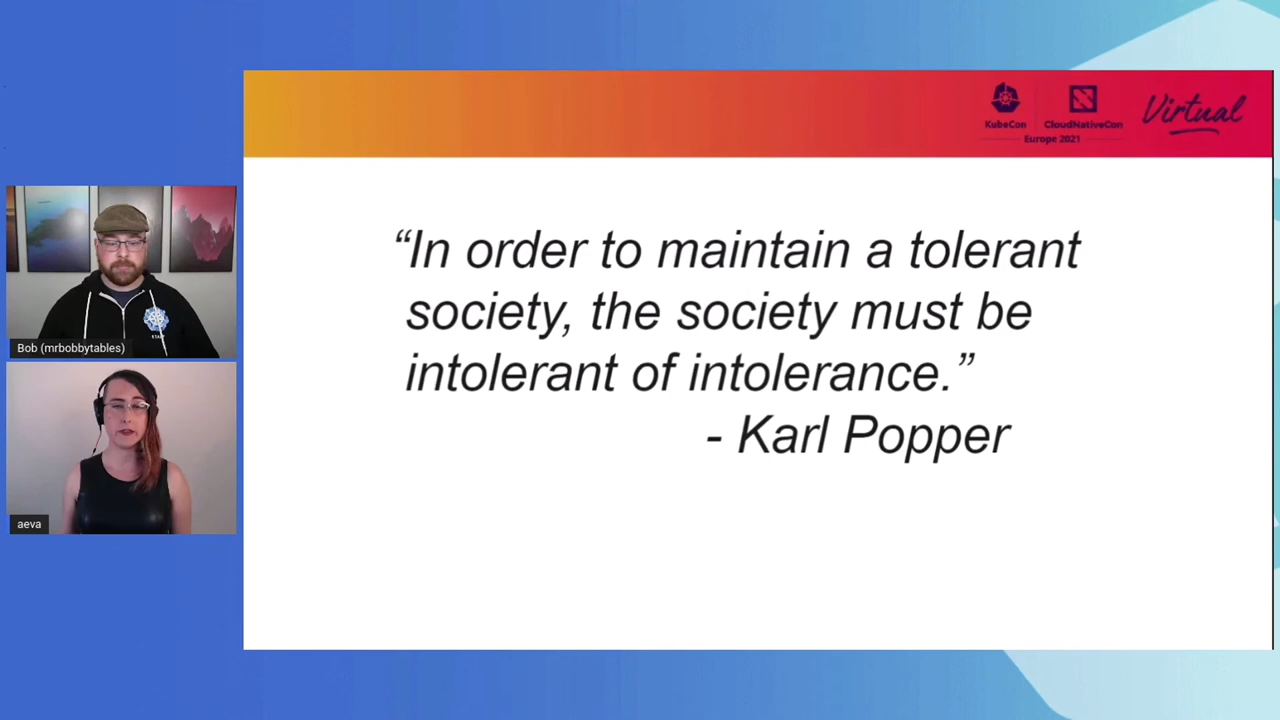 KubeCon
CloudNativeCon
Europe 2021
Virtual
“In order to maintain a tolerant
society, the society must be
intolerant of intolerance.”
- Karl Popper
Bob (mrbobbytables)
aeva